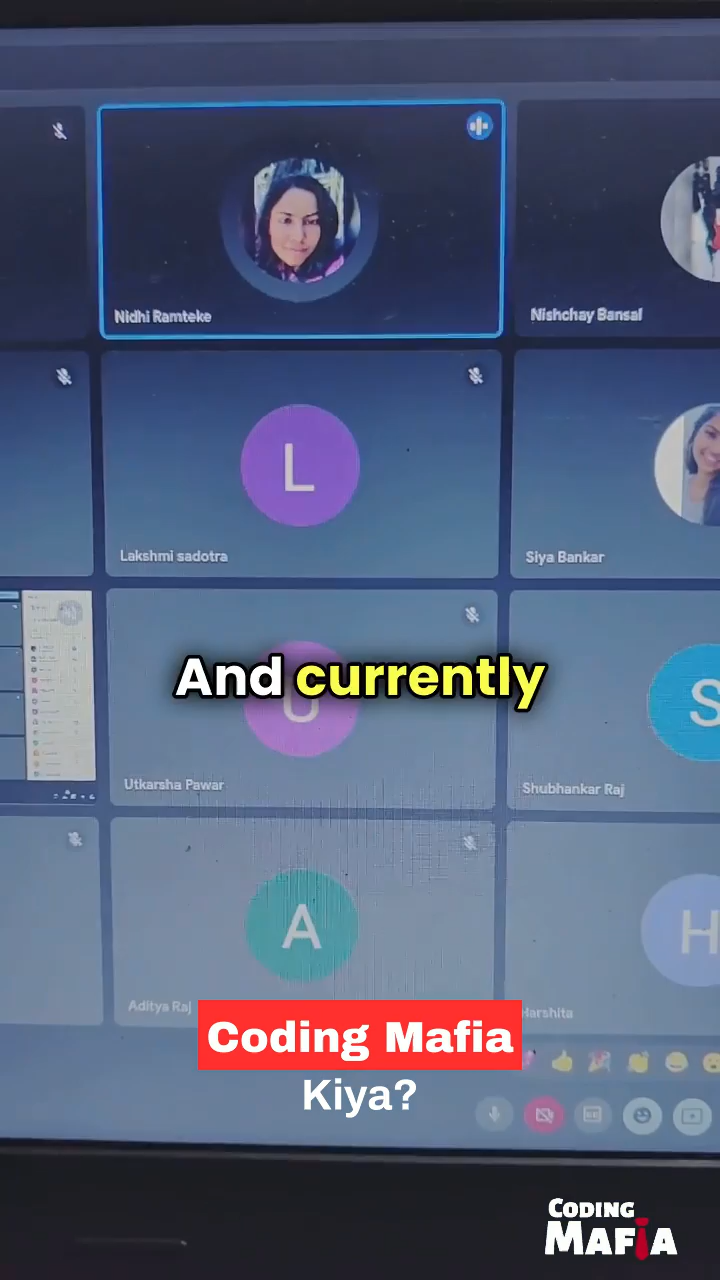 Nidhi Ramteke
Nishchay Bansal
L
Lakshmi sadotra
Siya Bankar
And currently
U
S
Utkarsha Pawar
Shubhankar Raj
A
H
Aditya Raj
Harshita
Coding Mafia
Kiya?
CODING
MAFIA